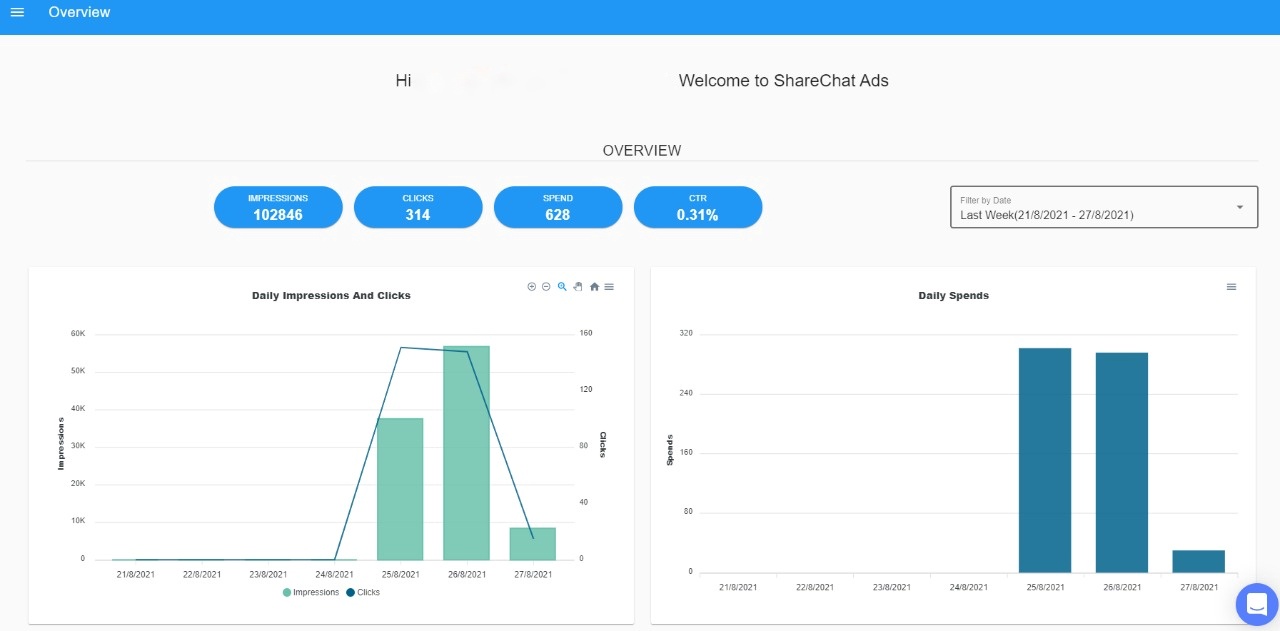 Overview
Hi
Welcome to ShareChat Ads
OVERVIEW
IMPRESSIONS
102846
CLICKS
314
SPEND
628
CTR
0.31%
Filter by Date
Last Week(21/8/2021 - 27/8/2021)
Daily Impressions And Clicks
60K
50K
40K
30K
20K
10K
0
Impressions
160
120
80
40
0
Clicks
21/8/2021
22/8/2021
23/8/2021
24/8/2021
25/8/2021
26/8/2021
27/8/2021
Impressions
Clicks
Daily Spends
320
240
160
80
0
Spends
21/8/2021
22/8/2021
23/8/2021
24/8/2021
25/8/2021
26/8/2021
27/8/2021